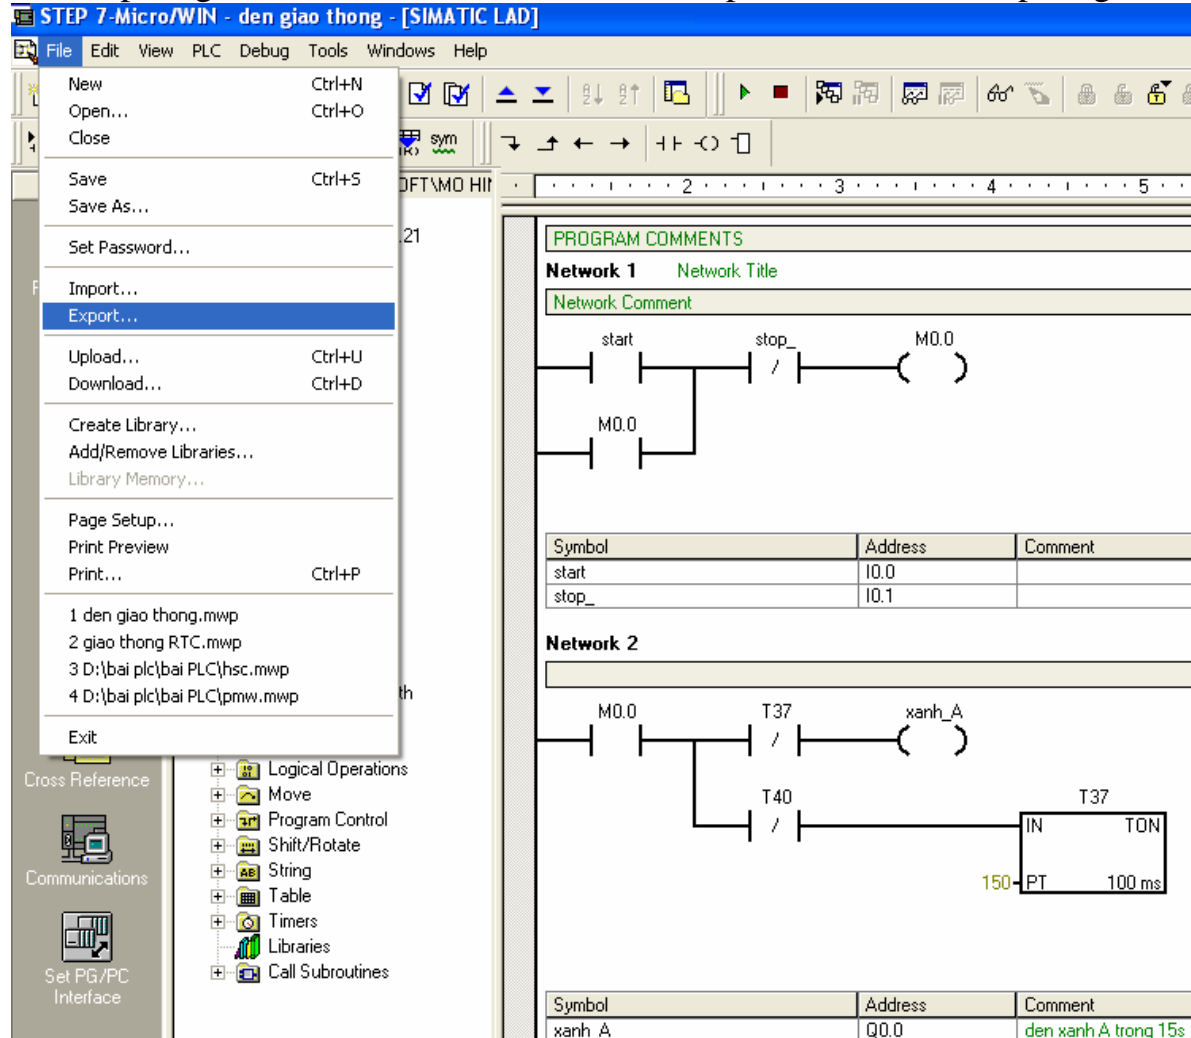 STEP 7-Micro/WIN - den giao thong - [SIMATIC LAD]
File Edit View PLC Debug Tools Windows Help
New Ctrl+N
Open... Ctrl+O
Close
Save Ctrl+S
Save As...
Set Password...
Import...
Export...
Upload... Ctrl+U
Download... Ctrl+D
Create Library...
Add/Remove Libraries...
Library Memory...
Page Setup...
Print Preview
Print... Ctrl+P
1 den giao thong.mwp
2 giao thong RTC.mwp
3 D:\bai plc\bai PLC\hsc.mwp
4 D:\bai plc\bai PLC\pmw.mwp
Exit
sym
2 3 4 5
.21
Cross Reference
Communications
Set PG/PC
Interface
Logical Operations
Move
Program Control
Shift/Rotate
String
Table
Timers
Libraries
Call Subroutines
PROGRAM COMMENTS
Network 1 Network Title
Network Comment
start stop_ M0.0
M0.0
Symbol Address Comment
start I0.0
stop_ I0.1
Network 2
M0.0 T37 xanh_A
T40 T37
IN TON
150 PT 100 ms
Symbol Address Comment
xanh_A Q0.0 den xanh A trong 15s